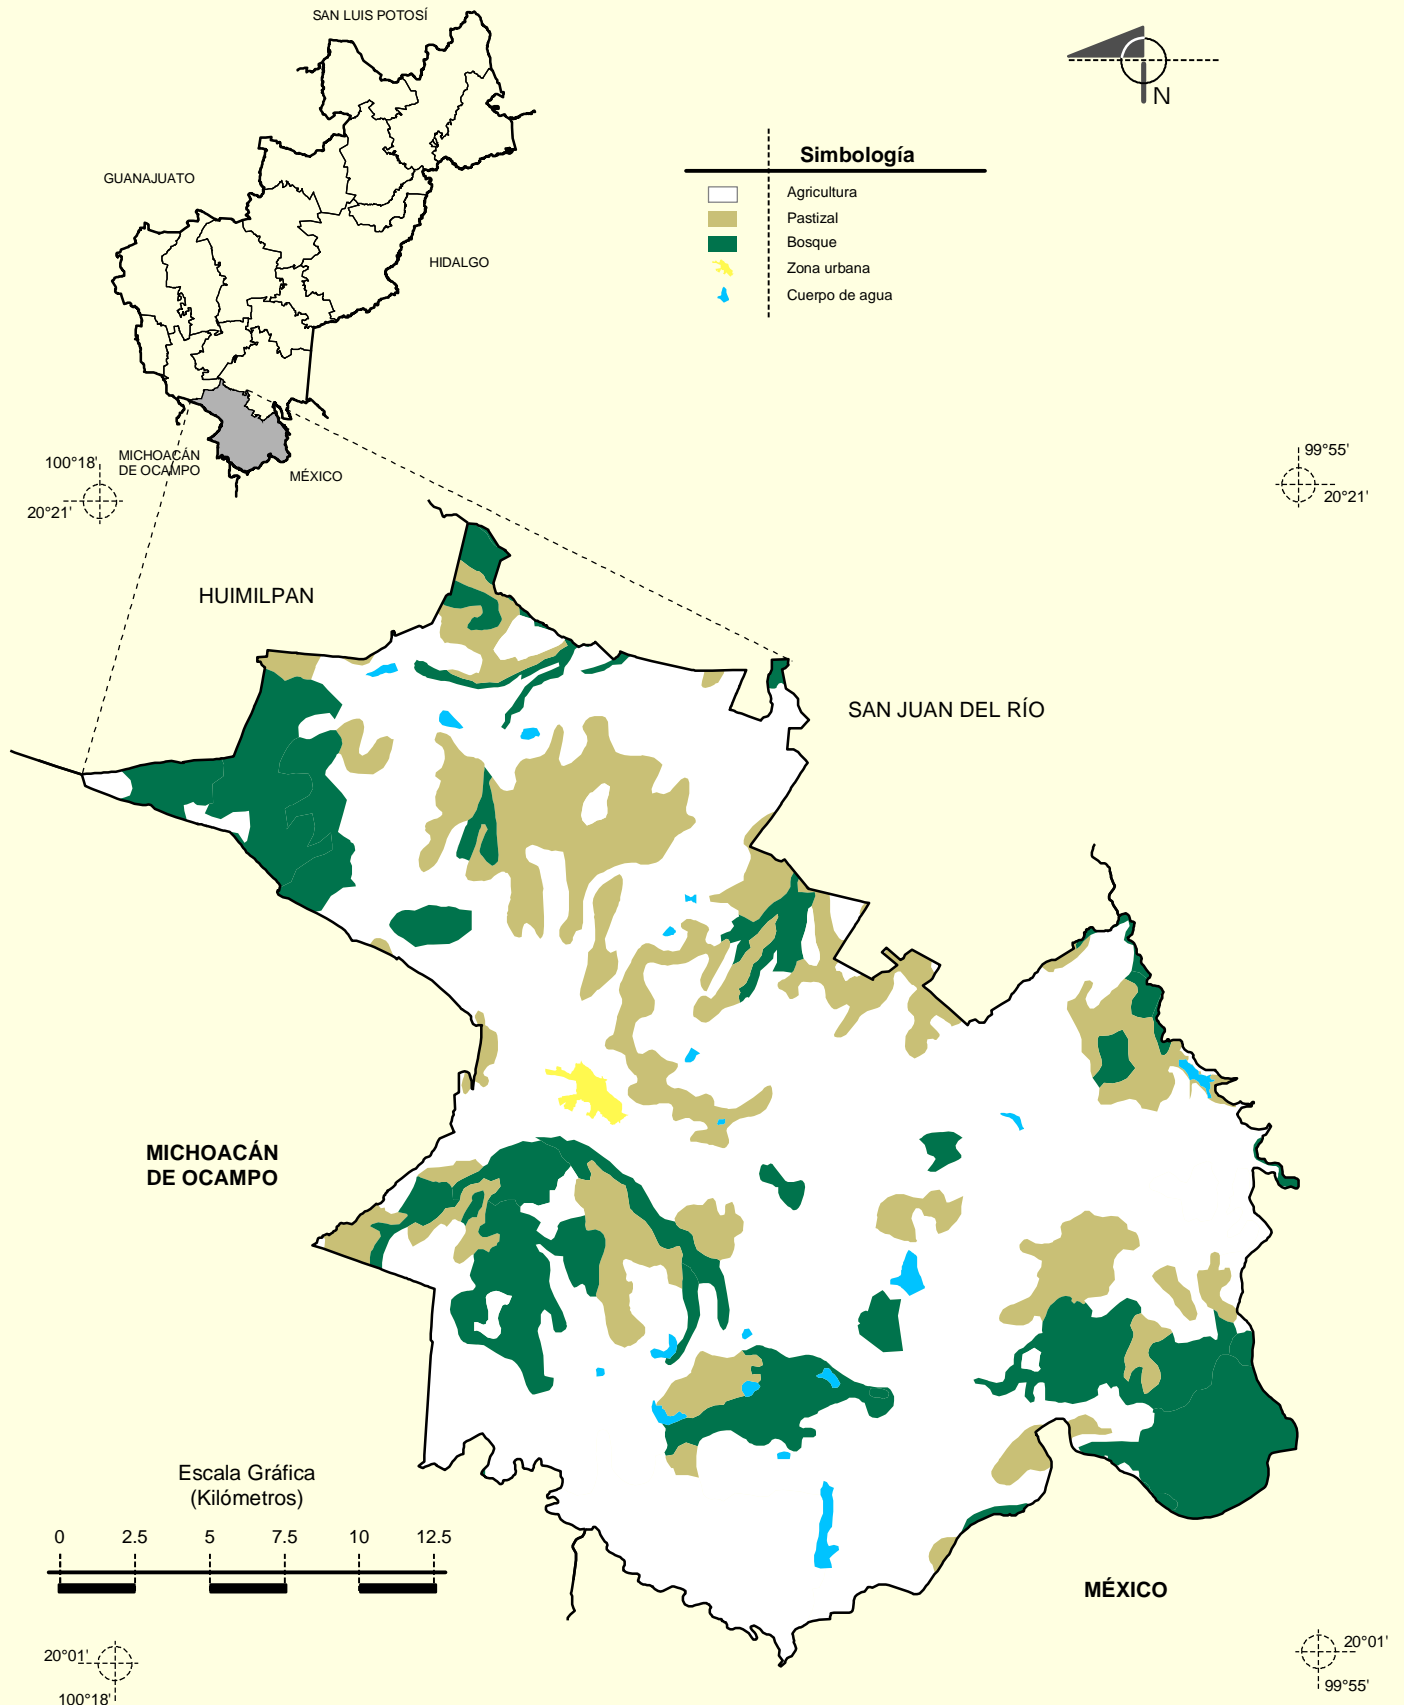 SAN LUIS POTOSÍ
N
Simbología
Agricultura
Pastizal
Bosque
Zona urbana
Cuerpo de agua
GUANAJUATO
HIDALGO
MICHOACÁN
DE OCAMPO
MÉXICO
100°18'
20°21'
99°55'
20°21'
HUIMILPAN
SAN JUAN DEL RÍO
MICHOACÁN
DE OCAMPO
Escala Gráfica
(Kilómetros)
0 2.5 5 7.5 10 12.5
MÉXICO
20°01'
100°18'
20°01'
99°55'